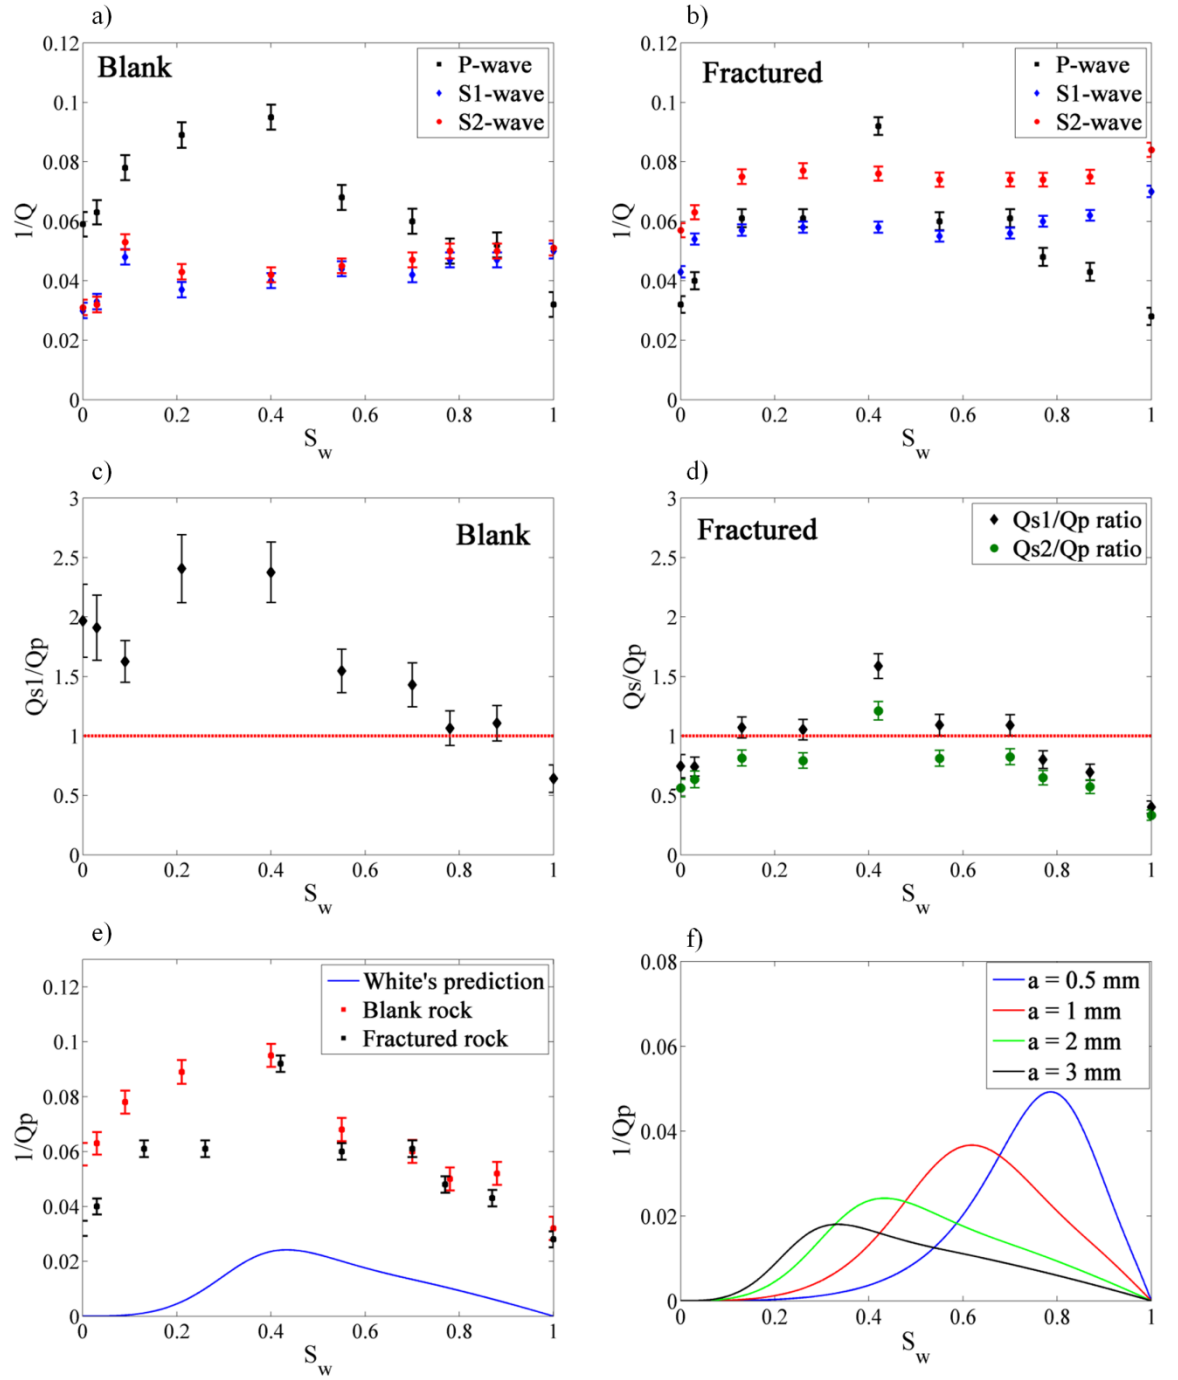 a)
0.12
0.1
0.08
0.06
0.04
0.02
0
1/Q
Blank
P-wave
S1-wave
S2-wave
0 0.2 0.4 0.6 0.8 1
S_w
b)
0.12
0.1
0.08
0.06
0.04
0.02
0
1/Q
Fractured
P-wave
S1-wave
S2-wave
0 0.2 0.4 0.6 0.8 1
S_w
c)
3
2.5
2
1.5
1
0.5
0
Qs1/Qp
Blank
0 0.2 0.4 0.6 0.8 1
S_w
d)
3
2.5
2
1.5
1
0.5
0
Qs/Qp
Fractured
Qs1/Qp ratio
Qs2/Qp ratio
0 0.2 0.4 0.6 0.8 1
S_w
e)
0.12
0.1
0.08
0.06
0.04
0.02
0
1/Qp
White's prediction
Blank rock
Fractured rock
0 0.2 0.4 0.6 0.8 1
S_w
f)
0.08
0.06
0.04
0.02
0
1/Qp
a = 0.5 mm
a = 1 mm
a = 2 mm
a = 3 mm
0 0.2 0.4 0.6 0.8 1
S_w